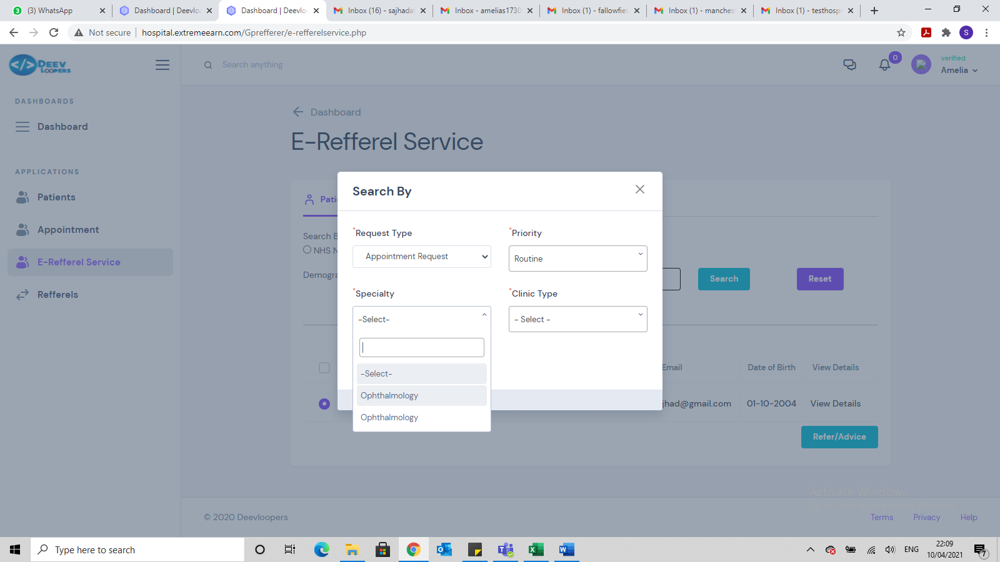 (3) WhatsApp
Dashboard | Deevlo
Dashboard | Deevlo
Inbox (16) - sajhada
Inbox - amelias1730
Inbox (1) - fallowfiel
Inbox (1) - manches
Inbox (1) - testhosp
Not secure
hospital.extremeearn.com/Gprefferer/e-refferelservice.php
S
DEEV
LOOPERS
Search anything
0
verified
Amelia
DASHBOARDS
Dashboard
APPLICATIONS
Patients
Appointment
E-Refferel Service
Refferels
Dashboard
E-Refferel Service
Pati
Search B
NHS N
Demogra
Search
Reset
Search By
*Request Type
Appointment Request
*Priority
Routine
*Specialty
-Select-
-Select-
Ophthalmology
Ophthalmology
*Clinic Type
- Select -
Email
Date of Birth
View Details
jhad@gmail.com
01-10-2004
View Details
Refer/Advice
Activate Windows
© 2020 Deevloopers
Terms
Privacy
Help
Type here to search
ENG
22:09
10/04/2021
7